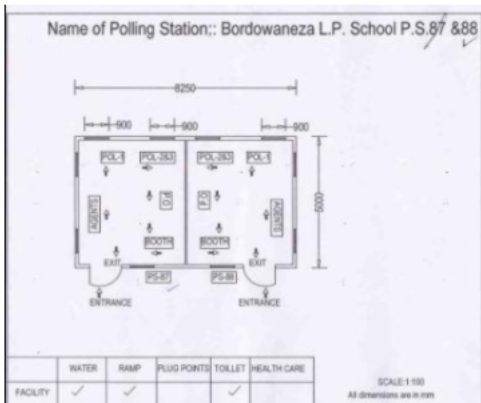 Name of Polling Station:: Bordowaneza L.P. School P.S.87 &88
8250
900 900 900
POL-1 POL-2&3 POL-2&3 POL-1
AGENTS P.O P.O AGENTS
5000
BOOTH BOOTH
EXIT EXIT
PS-87 PS-88
ENTRANCE ENTRANCE
WATER RAMP PLUG POINTS TOILLET HEALTH CARE
FACILITY ✓ ✓ ✓
SCALE:1:100
All dimensions are in mm